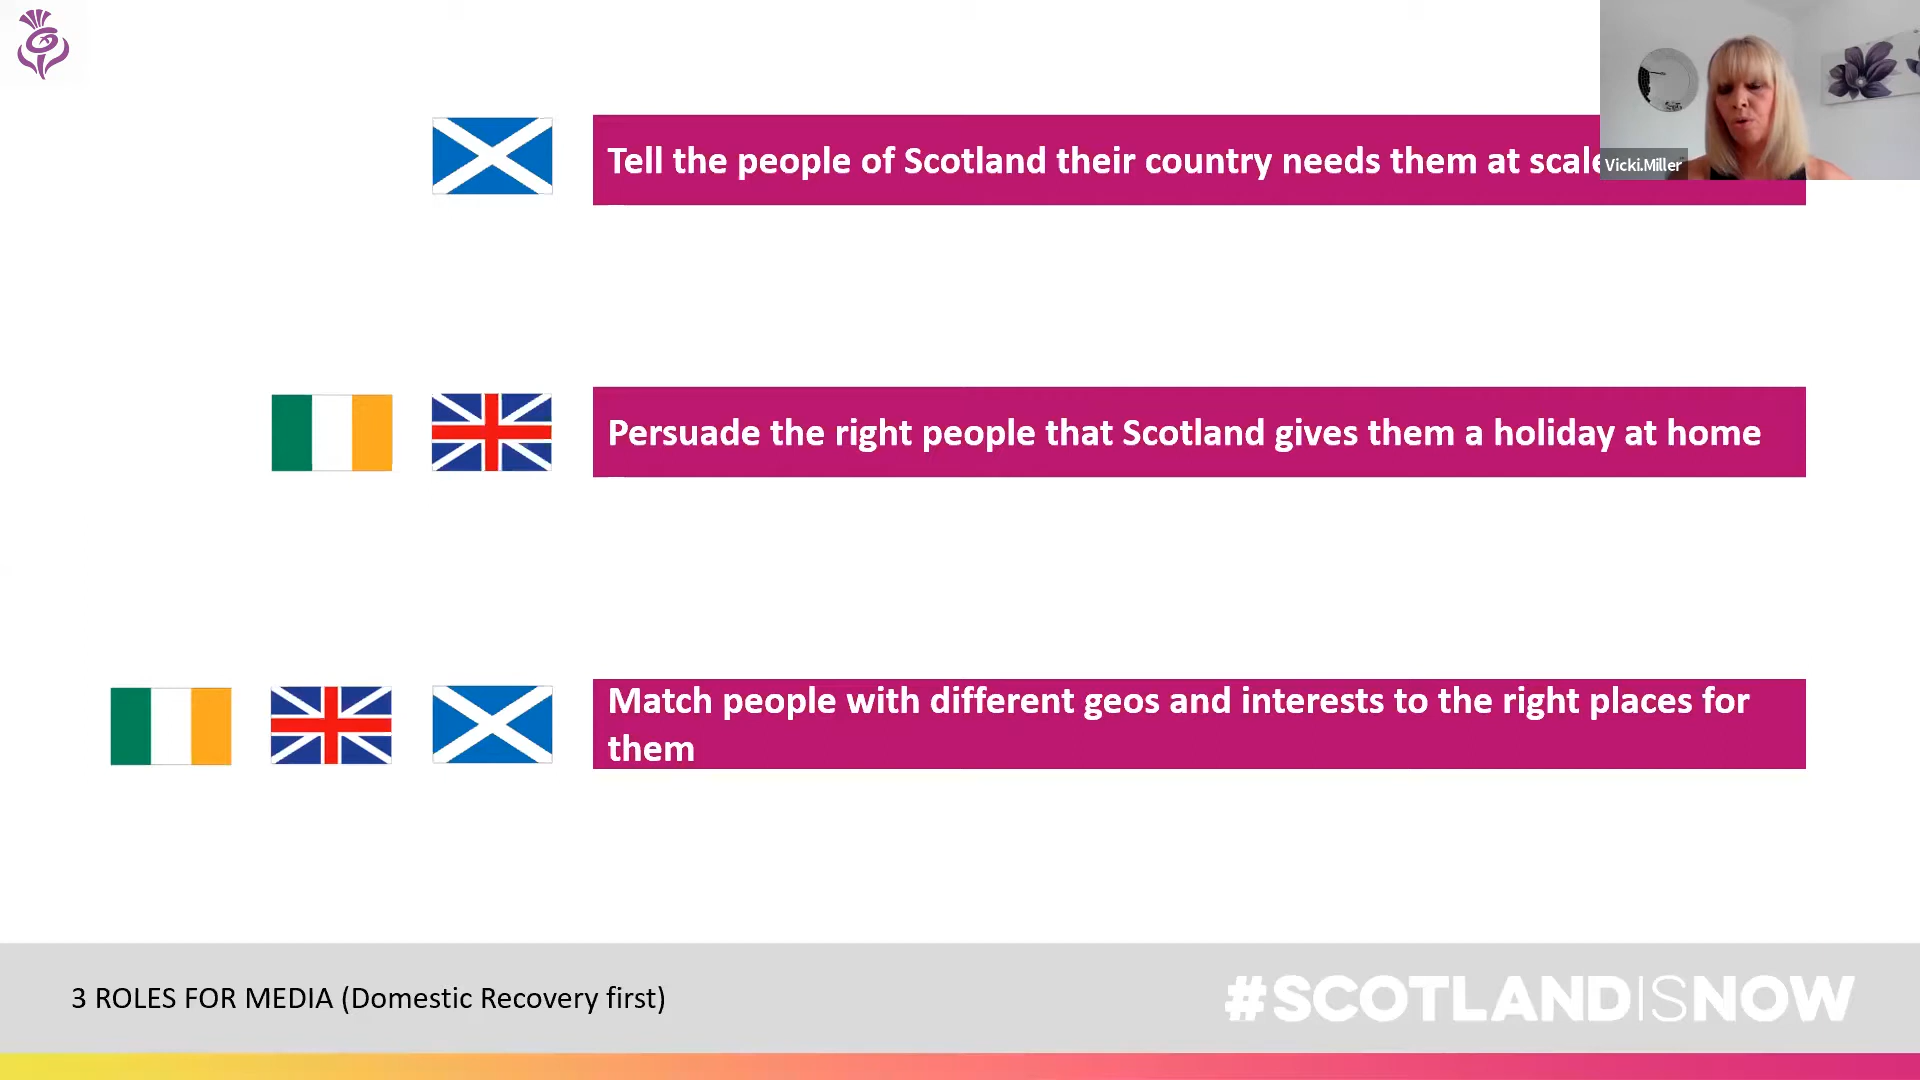 Tell the people of Scotland their country needs them at scale
Vicki.Miller
Persuade the right people that Scotland gives them a holiday at home
Match people with different geos and interests to the right places for
them
3 ROLES FOR MEDIA (Domestic Recovery first)
#SCOTLANDISNOW